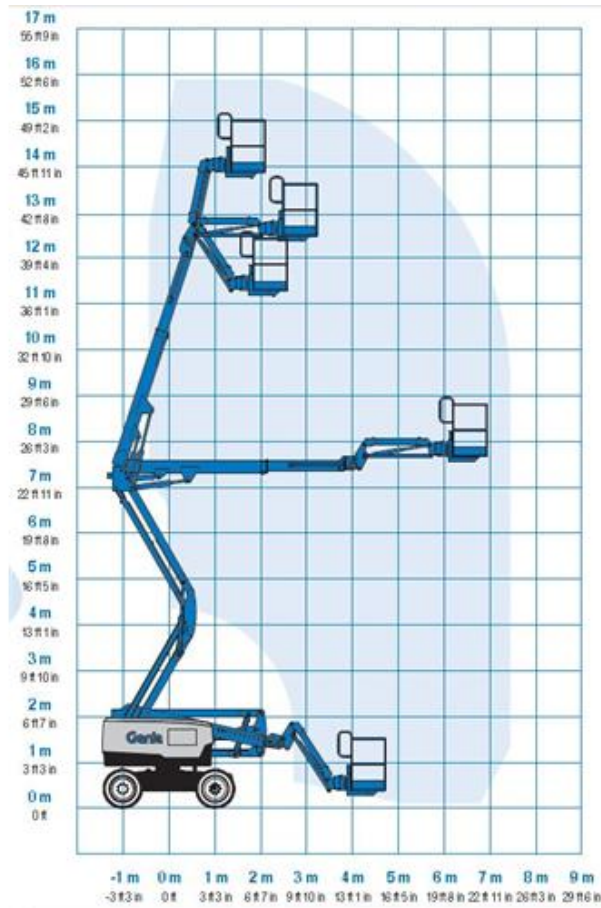 17 m
55 ft 9 in
16 m
52 ft 6 in
15 m
49 ft 2 in
14 m
45 ft 11 in
13 m
42 ft 8 in
12 m
39 ft 4 in
11 m
36 ft 1 in
10 m
32 ft 10 in
9 m
29 ft 6 in
8 m
26 ft 3 in
7 m
22 ft 11 in
6 m
19 ft 8 in
5 m
16 ft 5 in
4 m
13 ft 1 in
3 m
9 ft 10 in
2 m
6 ft 7 in
Genie
1 m
3 ft 3 in
0 m
0 ft
-1 m 0 m 1 m 2 m 3 m 4 m 5 m 6 m 7 m 8 m 9 m
-3 ft 3 in 0 ft 3 ft 3 in 6 ft 7 in 9 ft 10 in 13 ft 1 in 16 ft 5 in 19 ft 8 in 22 ft 11 in 26 ft 3 in 29 ft 6 in